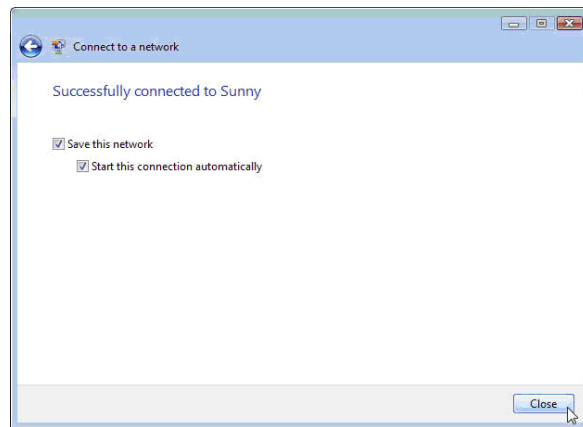 Connect to a network
Successfully connected to Sunny
Save this network
Start this connection automatically
Close